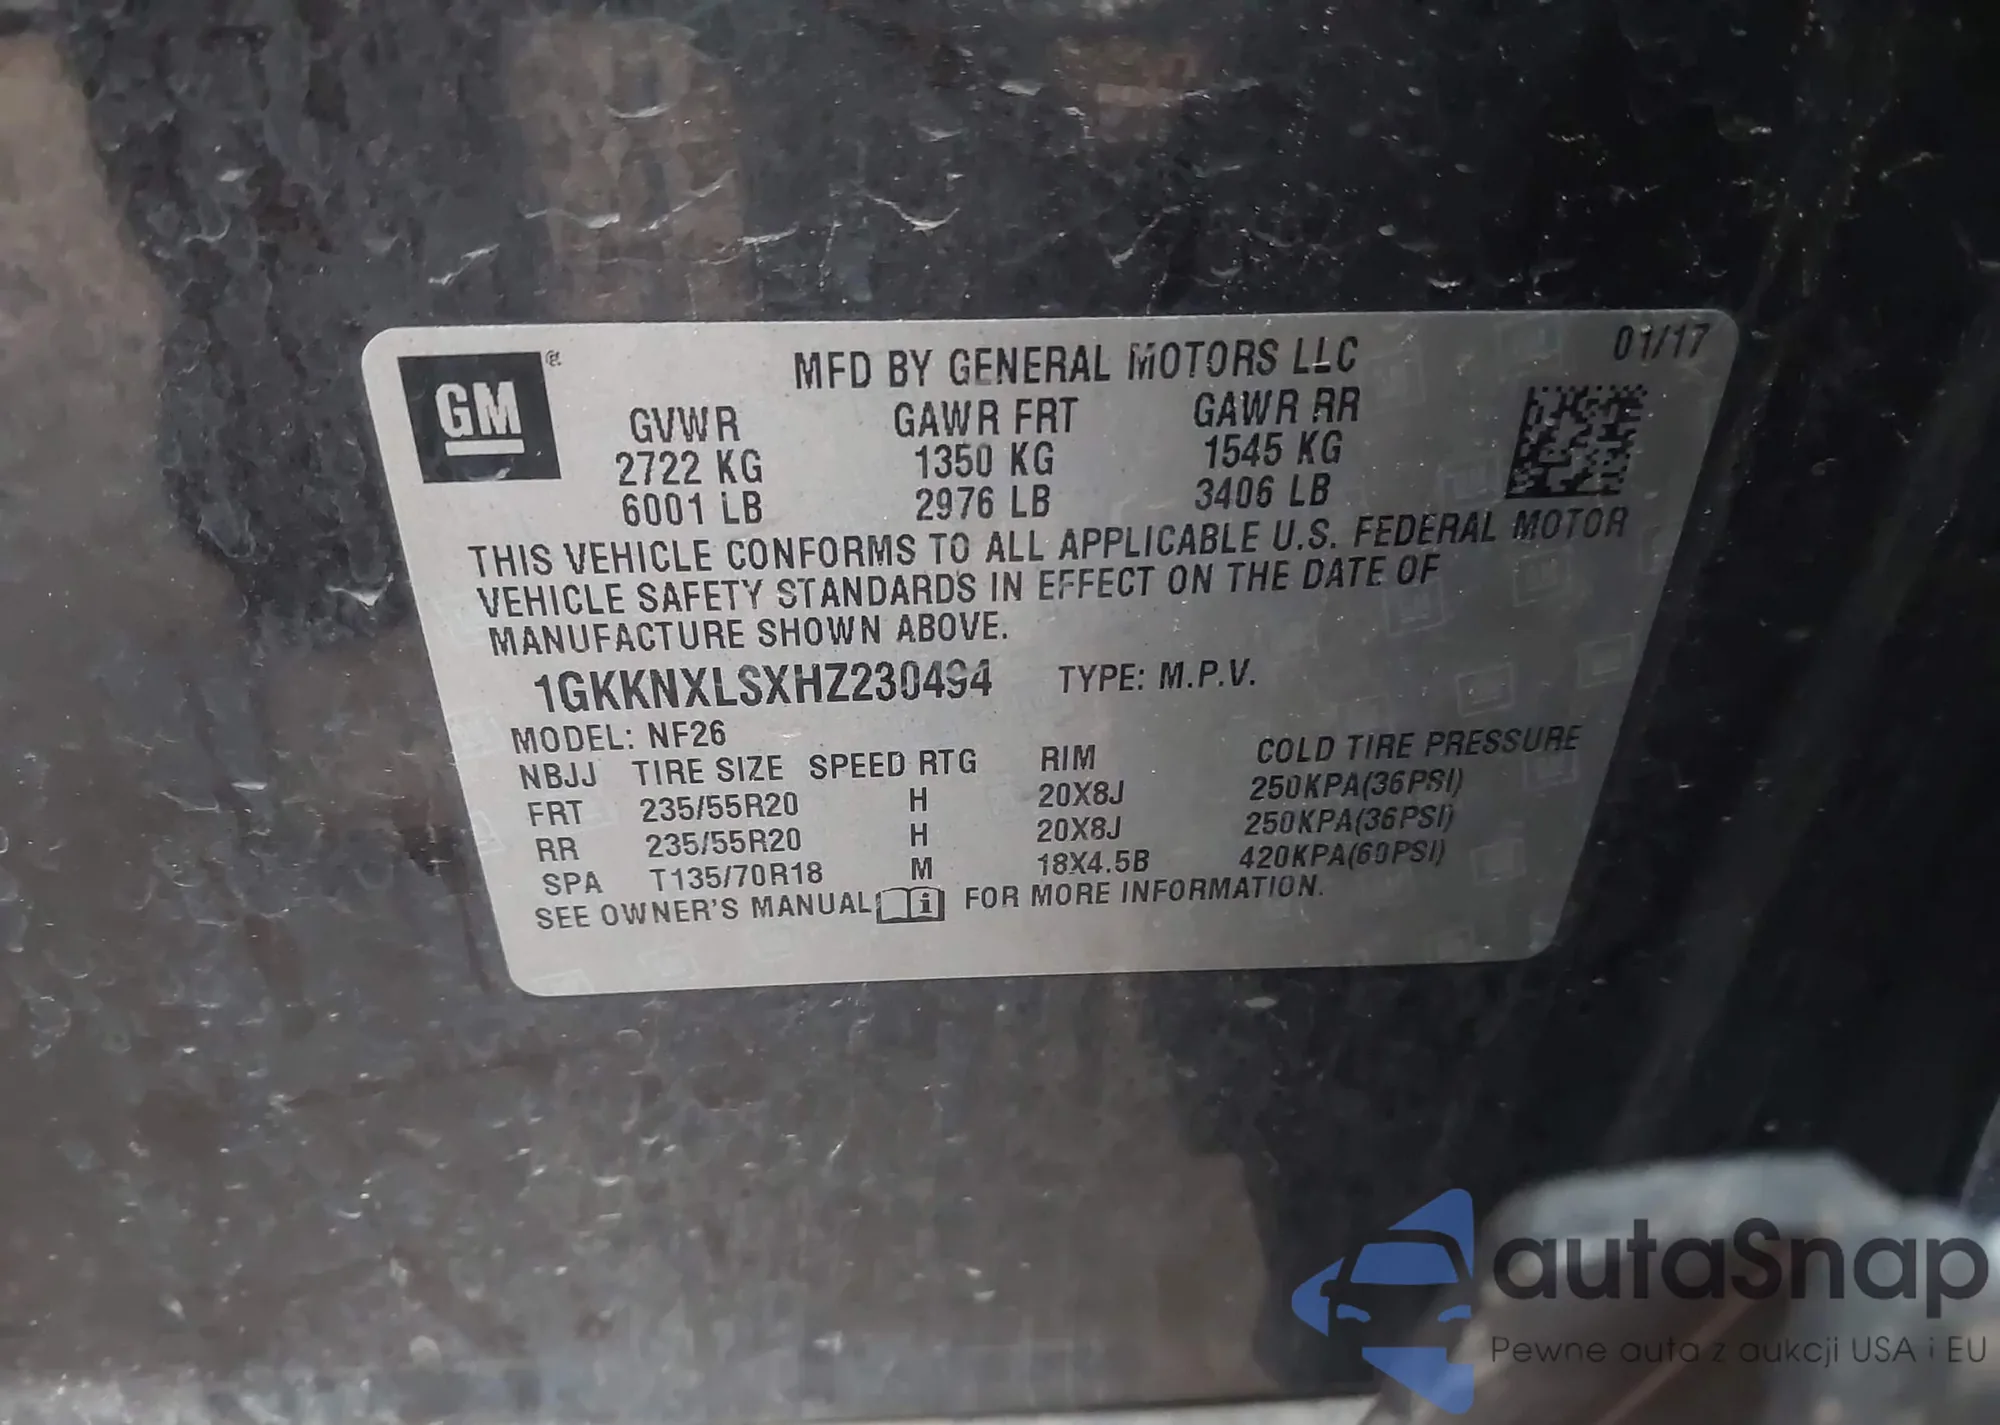 GM ®
MFD BY GENERAL MOTORS LLC
01/17
GVWR GAWR FRT GAWR RR
2722 KG 1350 KG 1545 KG
6001 LB 2976 LB 3406 LB
THIS VEHICLE CONFORMS TO ALL APPLICABLE U.S. FEDERAL MOTOR
VEHICLE SAFETY STANDARDS IN EFFECT ON THE DATE OF
MANUFACTURE SHOWN ABOVE.
1GKKNXLSXHZ230494 TYPE: M.P.V.
MODEL: NF26
NBJJ TIRE SIZE SPEED RTG RIM COLD TIRE PRESSURE
FRT 235/55R20 H 20X8J 250KPA(36PSI)
RR 235/55R20 H 20X8J 250KPA(36PSI)
SPA T135/70R18 M 18X4.5B 420KPA(60PSI)
SEE OWNER'S MANUAL i FOR MORE INFORMATION.
autaSnap
Pewne auta z aukcji USA i EU